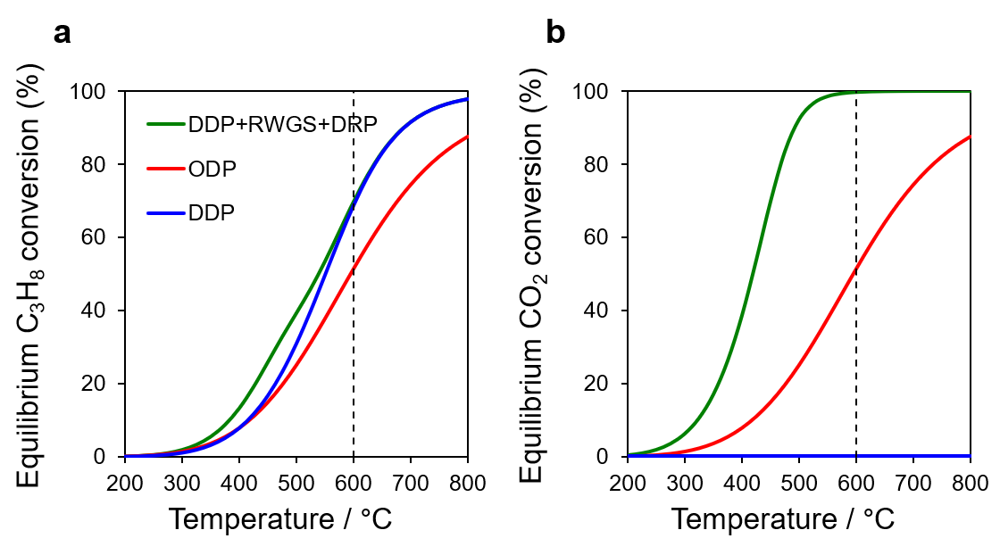 a
Equilibrium C₃H₈ conversion (%)
100
80
60
40
20
0
DDP+RWGS+DRP
ODP
DDP
200 300 400 500 600 700 800
Temperature / °C
b
Equilibrium CO₂ conversion (%)
100
80
60
40
20
0
200 300 400 500 600 700 800
Temperature / °C